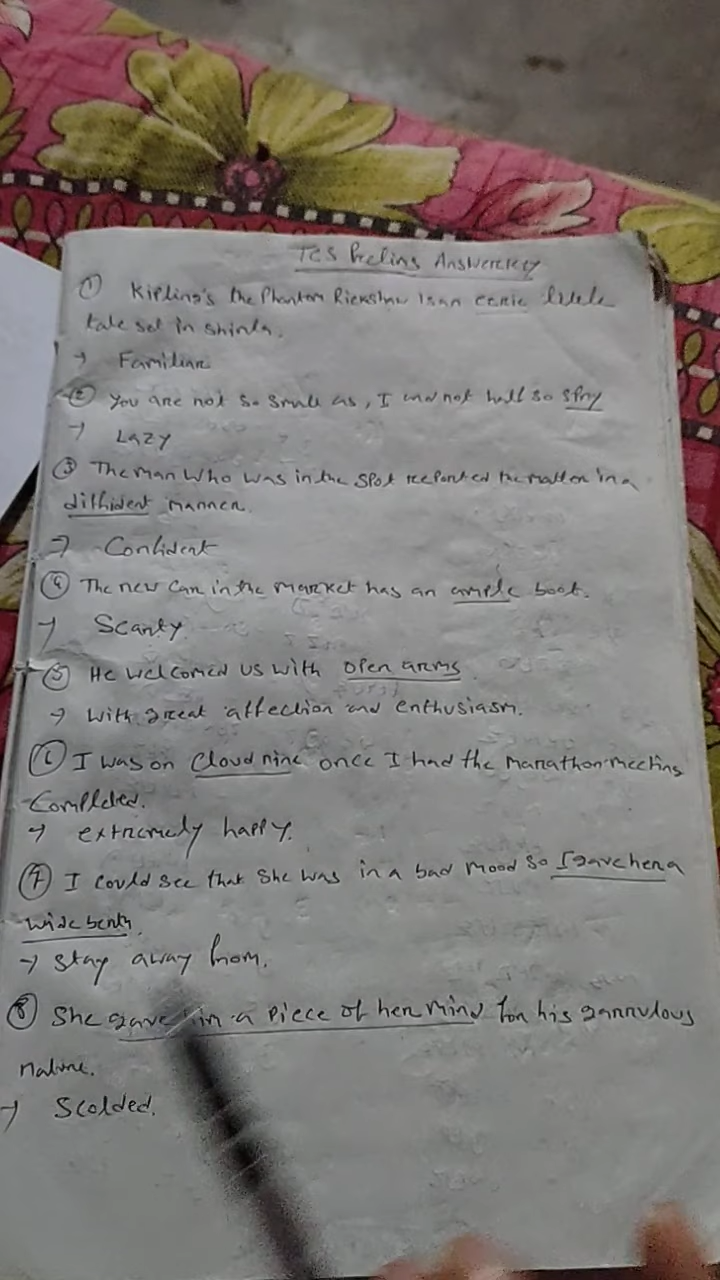 TCS Prelims Answerkey
① Kipling's the Phantom Rickshaw is an eerie little
tale set in Shimla.
→ Familiar
② You are not so small as, I and not half so spry
→ Lazy
③ The man who was in the spot reported the matter in a
diffident manner.
→ Confident
④ The new car in the market has an ample boot.
→ Scanty
⑤ He welcomed us with open arms
→ with great affection and enthusiasm.
⑥ I was on Cloud nine once I had the marathon meeting
Completed.
→ extremely happy.
⑦ I could see that she was in a bad mood so I gave her a
wide berth.
→ stay away from.
⑧ She gave him a piece of her mind for his garrulous
nature.
→ Scolded.